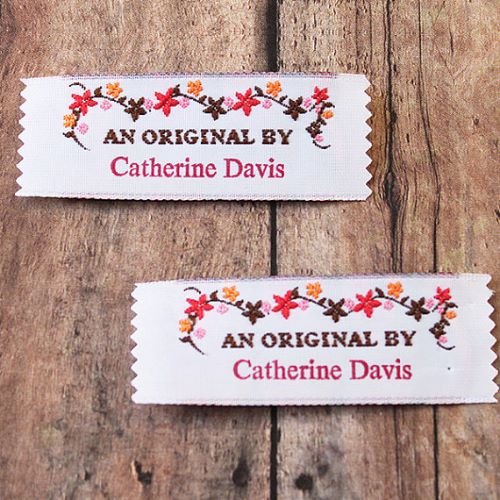 AN ORIGINAL BY
Catherine Davis
AN ORIGINAL BY
Catherine Davis